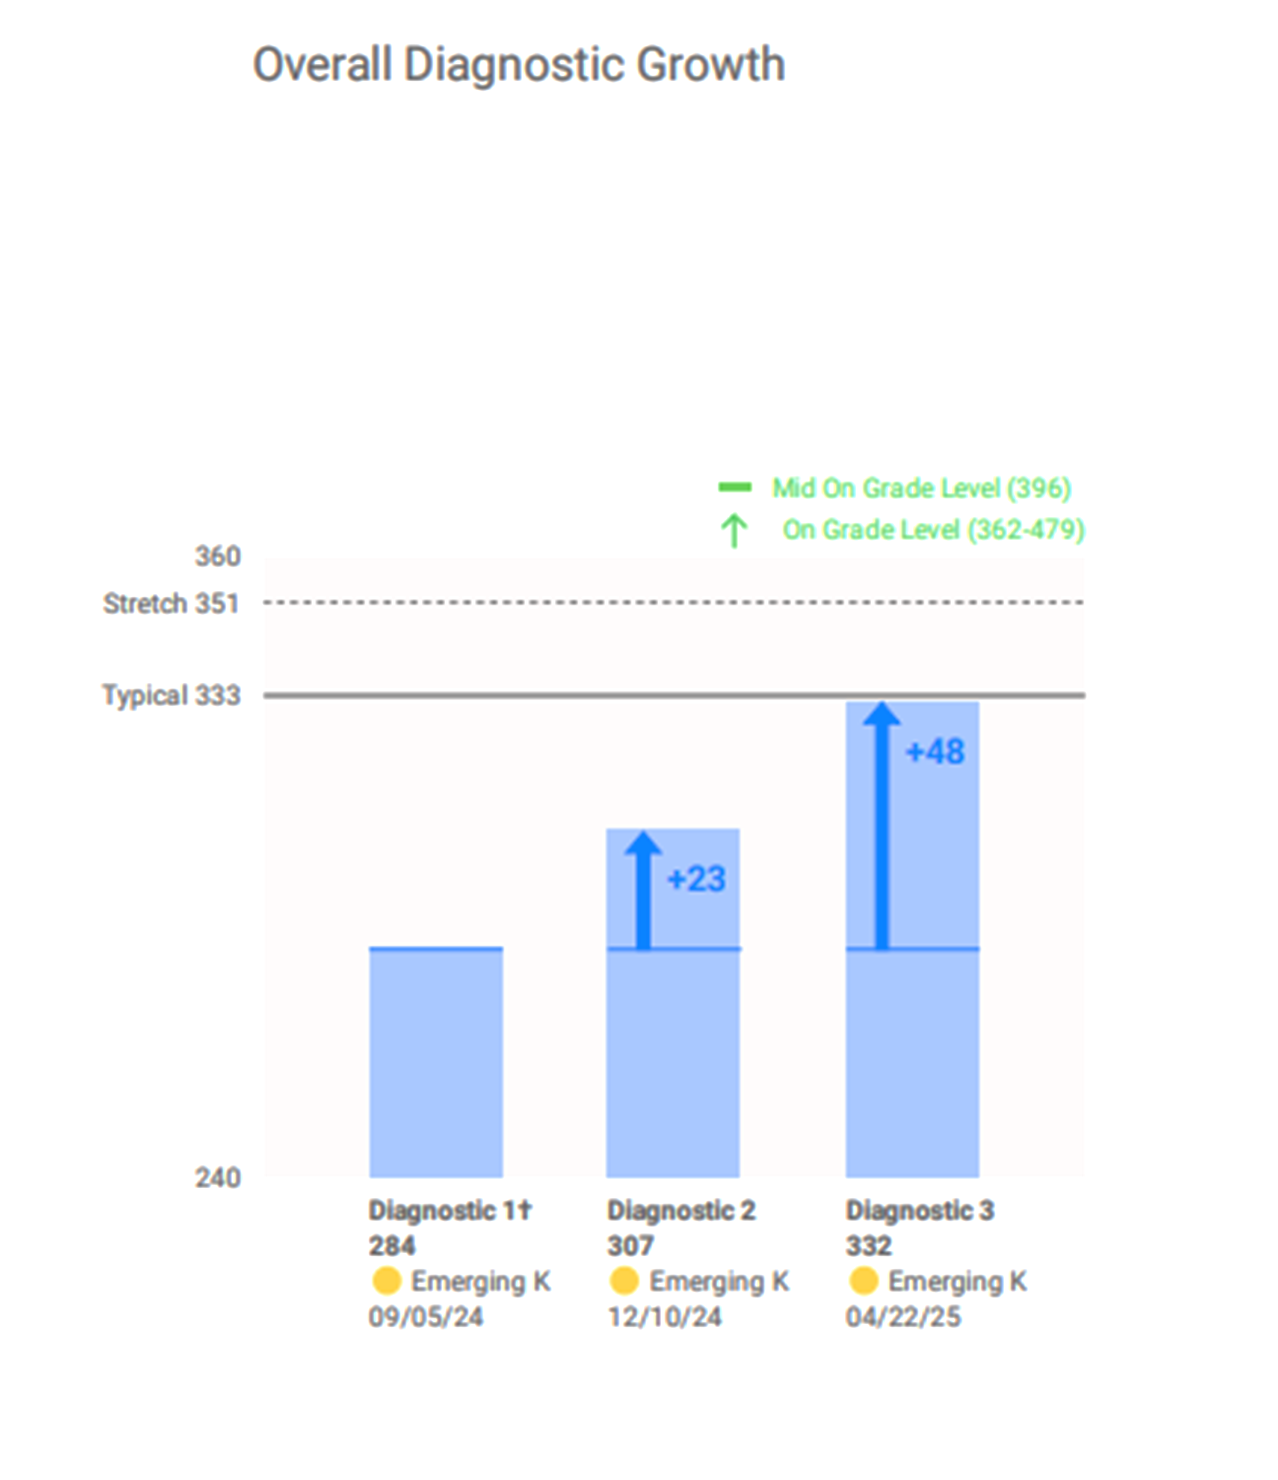 Overall Diagnostic Growth
Mid On Grade Level (396)
On Grade Level (362-479)
360
Stretch 351
Typical 333
+48
+23
240
Diagnostic 1† Diagnostic 2 Diagnostic 3
284 307 332
Emerging K Emerging K Emerging K
09/05/24 12/10/24 04/22/25